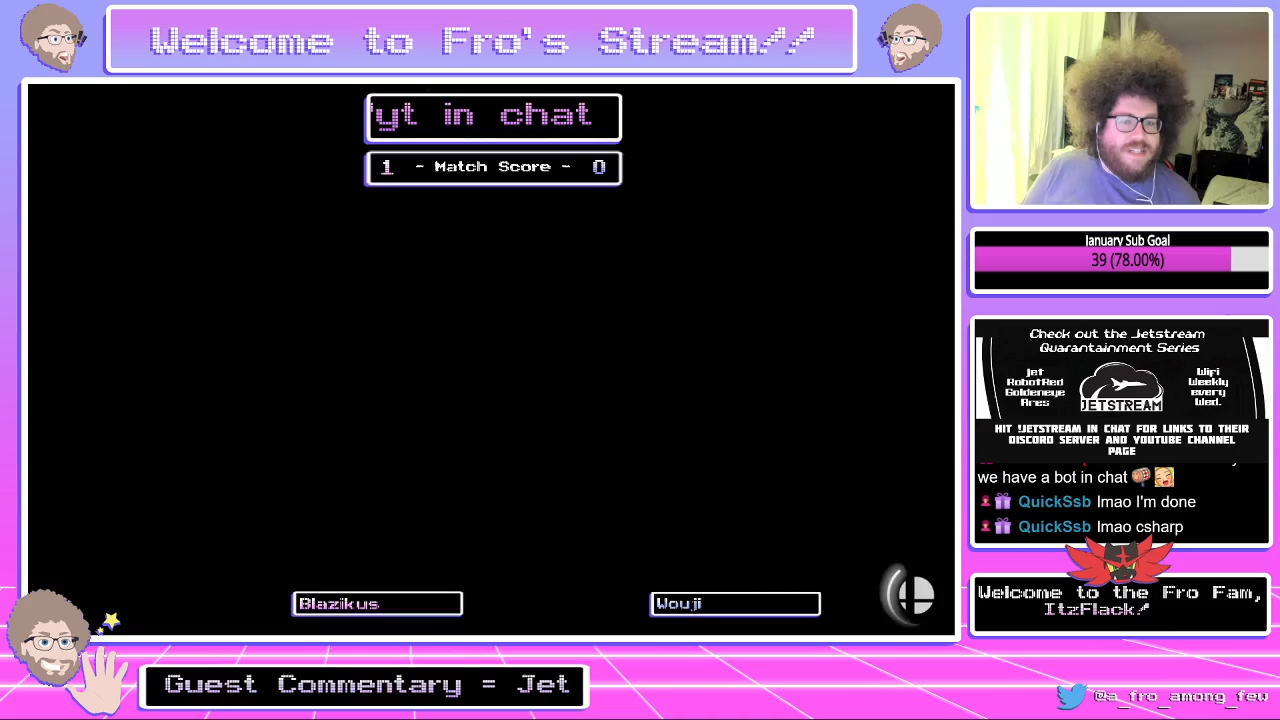 Welcome to Fro's Stream!!
yt in chat
1 - Match Score - 0
January Sub Goal
39 (78.00%)
Check out the Jetstream
Quarantainment Series
Jet
RobotRed
Goldeneye
Ares
JETSTREAM
Wifi
Weekly
every
Wed.
HIT !JETSTREAM IN CHAT FOR LINKS TO THEIR
DISCORD SERVER AND YOUTUBE CHANNEL
PAGE
we have a bot in chat
QuickSsb lmao I'm done
QuickSsb lmao csharp
Blazikus
Wouji
Welcome to the Fro Fam,
ItzFlack!
Guest Commentary = Jet
@a_fro_among_few